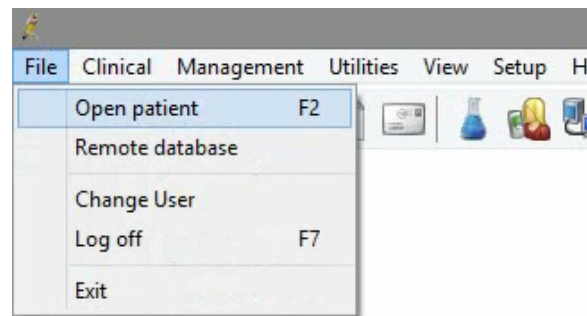 File Clinical Management Utilities View Setup H
Open patient F2
Remote database
Change User
Log off F7
Exit